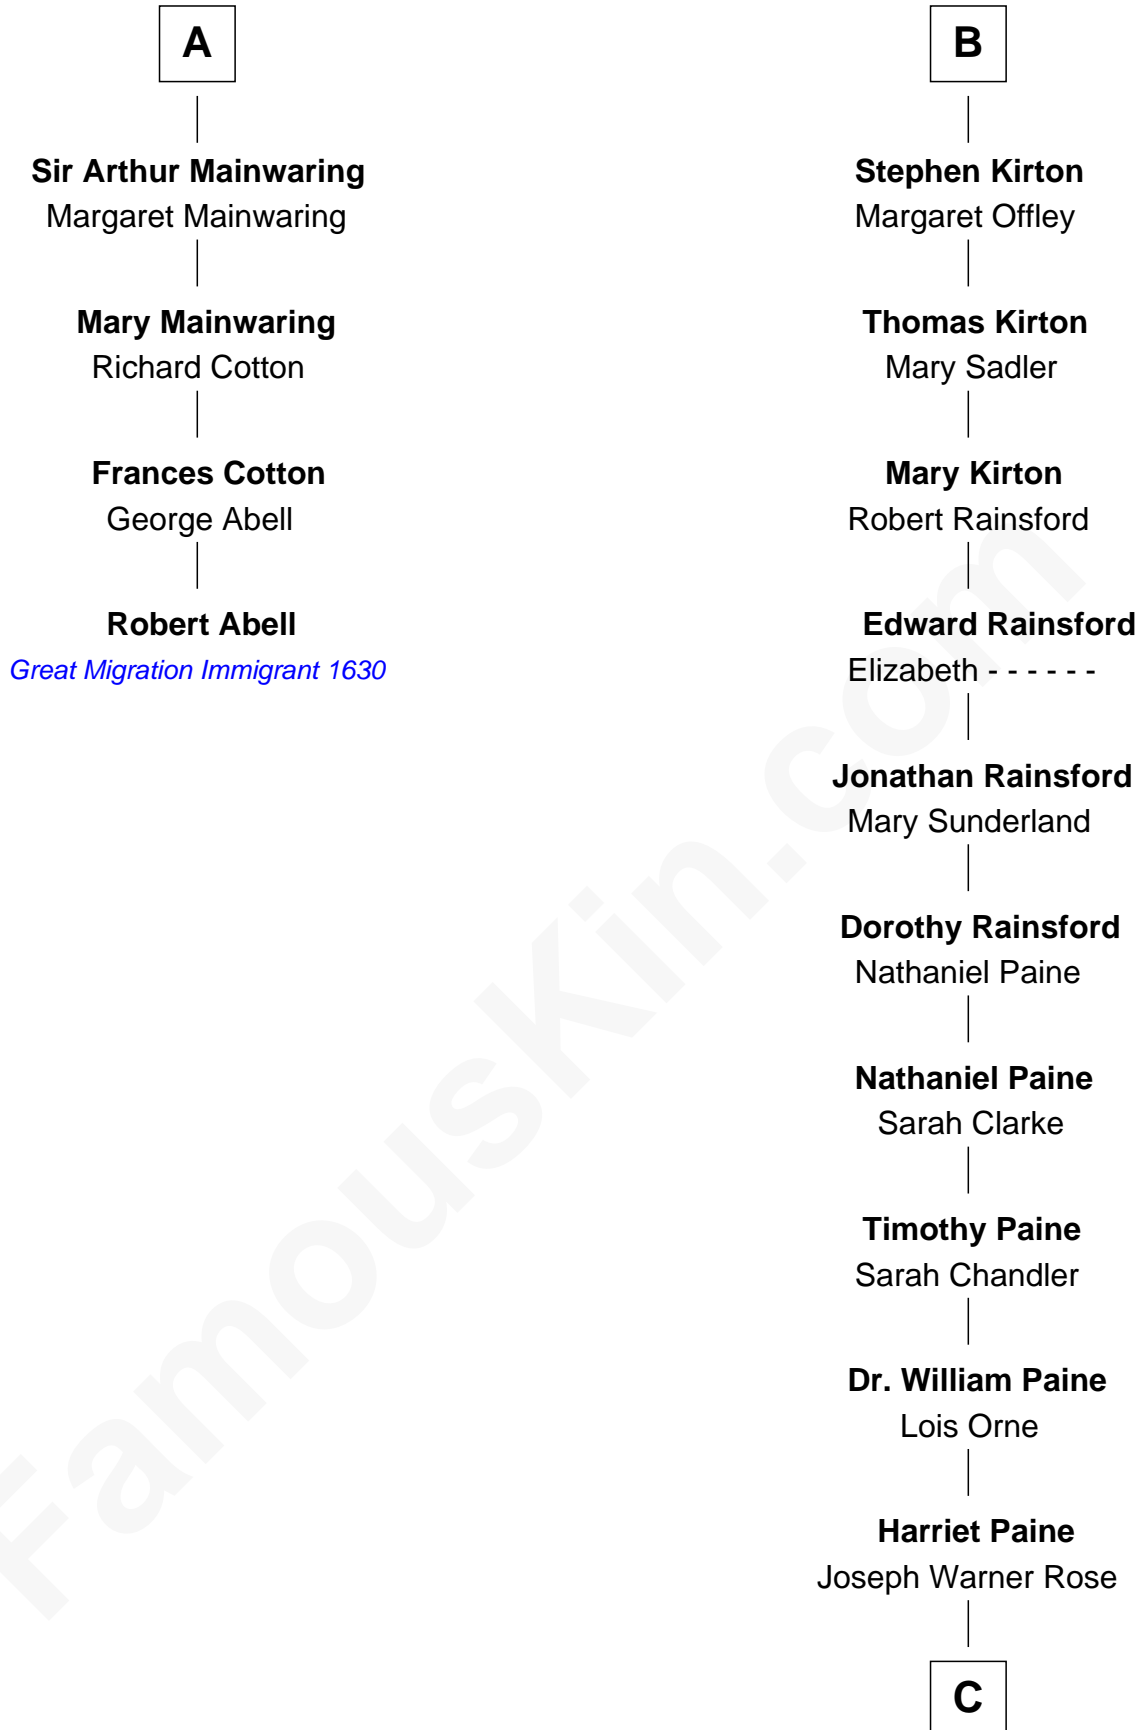 A
Sir Arthur Mainwaring
Margaret Mainwaring
Mary Mainwaring
Richard Cotton
Frances Cotton
George Abell
Robert Abell
Great Migration Immigrant 1630
B
Stephen Kirton
Margaret Offley
Thomas Kirton
Mary Sadler
Mary Kirton
Robert Rainsford
Edward Rainsford
Elizabeth - - - - - -
Jonathan Rainsford
Mary Sunderland
Dorothy Rainsford
Nathaniel Paine
Nathaniel Paine
Sarah Clarke
Timothy Paine
Sarah Chandler
Dr. William Paine
Lois Orne
Harriet Paine
Joseph Warner Rose
C
FamousKin.com